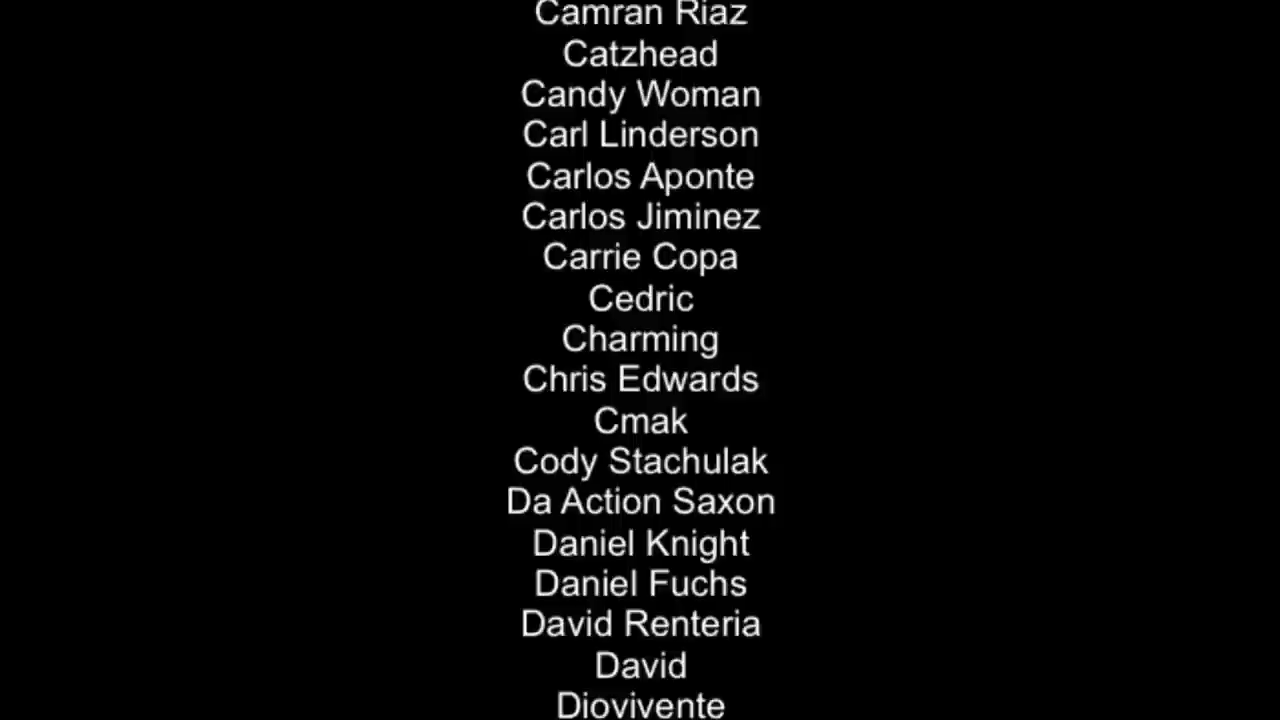 Camran Riaz
Catzhead
Candy Woman
Carl Linderson
Carlos Aponte
Carlos Jiminez
Carrie Copa
Cedric
Charming
Chris Edwards
Cmak
Cody Stachulak
Da Action Saxon
Daniel Knight
Daniel Fuchs
David Renteria
David
Diovivente